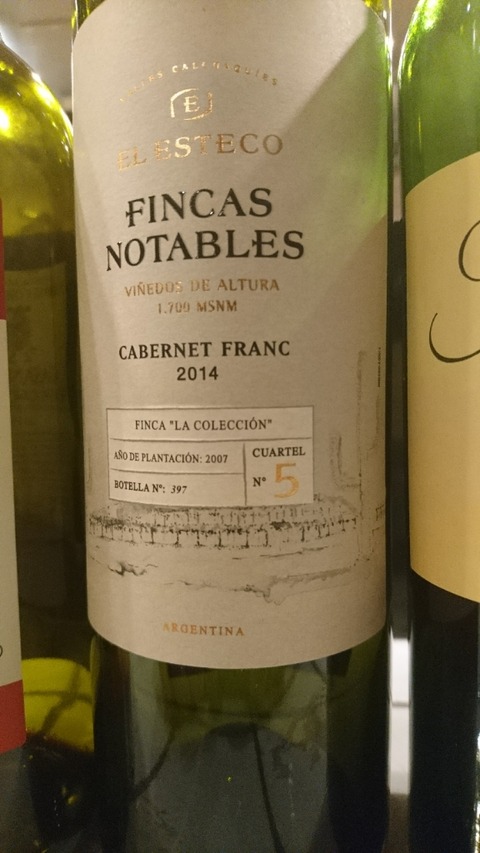 VALLES CALCHAQUÍES
E
EL ESTECO
FINCAS
NOTABLES
VIÑEDOS DE ALTURA
1.700 MSNM
CABERNET FRANC
2014
FINCA "LA COLECCIÓN"
AÑO DE PLANTACIÓN: 2007
BOTELLA Nº: 397
CUARTEL
Nº 5
ARGENTINA